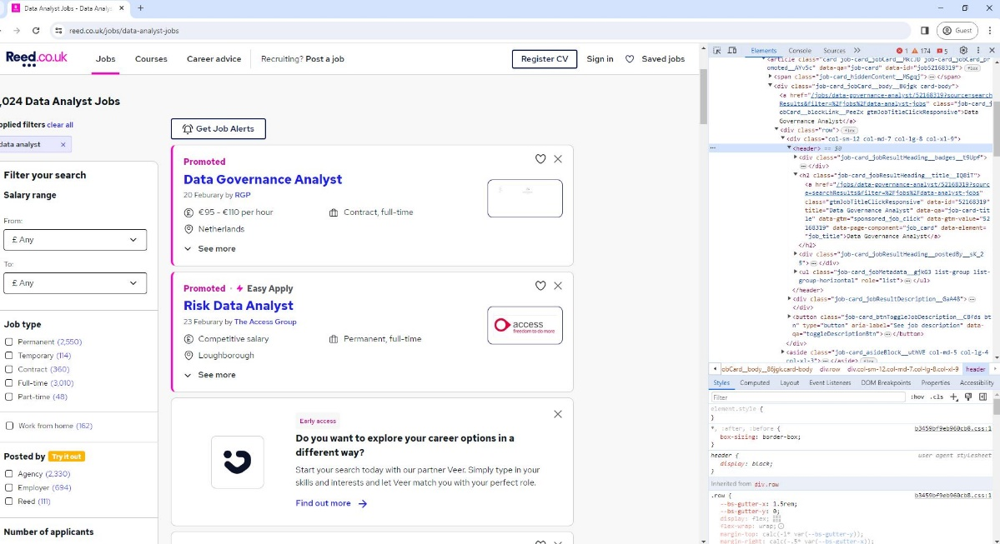 Data Analyst Jobs - Data Analy
reed.co.uk/jobs/data-analyst-jobs
Guest
Reed.co.uk
Jobs
Courses
Career advice
Recruiting? Post a job
Register CV
Sign in
Saved jobs
,024 Data Analyst Jobs
pplied filters clear all
data analyst
Filter your search
Salary range
From:
£ Any
To:
£ Any
Job type
Permanent (2,550)
Temporary (114)
Contract (360)
Full-time (3,010)
Part-time (48)
Work from home (162)
Posted by Try it out
Agency (2,330)
Employer (694)
Reed (111)
Number of applicants
Get Job Alerts
Promoted
Data Governance Analyst
20 Feburary by RGP
€95 - €110 per hour
Contract, full-time
Netherlands
See more
Promoted · Easy Apply
Risk Data Analyst
23 Feburary by The Access Group
Competitive salary
Permanent, full-time
Loughborough
See more
access
freedom to do more
Early access
Do you want to explore your career options in a
different way?
Start your search today with our partner Veer. Simply type in your
skills and interests and let Veer match you with your perfect role.
Find out more
Elements
Console
Sources
1
174
5
omoted__AYv5c" data-qa="job-card" data-id="job52168319"> flex
<span class="job-card_hiddenContent__MSgqj">…</span>
<div class="job-card_jobCard__body__86jgk card-body">
<a href="/jobs/data-governance-analyst/52168319?source=search
Results&filter=%2Fjobs%2Fdata-analyst-jobs" class="job-card_j
obCard__blockLink__PeeZx gtmJobTitleClickResponsive">Data
Governance Analyst</a>
<div class="row"> flex
<div class="col-sm-12 col-md-7 col-lg-8 col-xl-9">
<header> == $0
<div class="job-card_jobResultHeading__badges__t9Upf">
…</div>
<h2 class="job-card_jobResultHeading__title__IQ8iT">
<a href="/jobs/data-governance-analyst/52168319?sourc
e=searchResults&filter=%2Fjobs%2Fdata-analyst-jobs"
class="gtmJobTitleClickResponsive" data-id="52168319"
title="Data Governance Analyst" data-qa="job-card-tit
le" data-gtm="sponsored_job_click" data-gtm-value="52
168319" data-page-component="job_card" data-element=
"job_title">Data Governance Analyst</a>
</h2>
<div class="job-card_jobResultHeading__postedBy__sK_2
5">…</div>
<ul class="job-card_jobMetadata__gjkG3 list-group list-
group-horizontal" role="list">…</ul>
</header>
<div class="job-card_jobResultDescription__GaA48">…
</div>
<button class="job-card_btnToggleJobDescription__C8fds bt
n" type="button" aria-label="See job description" data-
qa="toggleDescriptionBtn">…</button>
</div>
<aside class="job-card_asideBlock__uthVE col-md-5 col-lg-4
col-xl-3">…</aside> flex
obCard__body__86jgk.card-body
div.row
div.col-sm-12.col-md-7.col-lg-8.col-xl-9
header
Styles
Computed
Layout
Event Listeners
DOM Breakpoints
Properties
Accessibility
Filter
:hov .cls
element.style {
}
*, :after, :before {
b3459bf9eb960cb8.css:1
box-sizing: border-box;
}
header {
user agent stylesheet
display: block;
}
Inherited from div.row
.row {
b3459bf9eb960cb8.css:1
--bs-gutter-x: 1.5rem;
--bs-gutter-y: 0;
display: flex;
flex-wrap: wrap;
margin-top: calc(-1* var(--bs-gutter-y));
margin-right: calc(-.5* var(--bs-gutter-x));